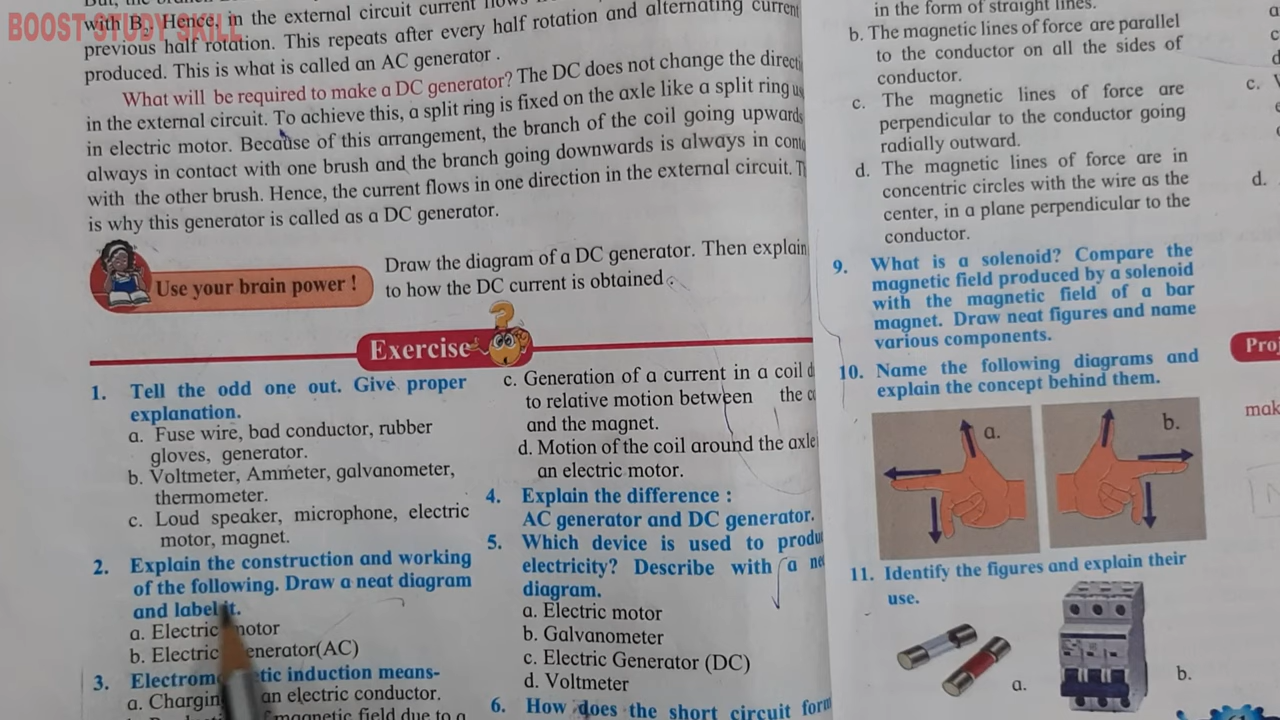 BOOST STUDY SKILL
with B₂. Hence, in the external circuit current flows
previous half rotation. This repeats after every half rotation and alternating current
produced. This is what is called an AC generator .
What will be required to make a DC generator? The DC does not change the
in the external circuit. To achieve this, a split ring is fixed on the axle like a split ring
in electric motor. Because of this arrangement, the branch of the coil going upwards
always in contact with one brush and the branch going downwards is always in
with the other brush. Hence, the current flows in one direction in the external circuit.
is why this generator is called as a DC generator.
Use your brain power !
Draw the diagram of a DC generator. Then explain
to how the DC current is obtained .
Exercise
1. Tell the odd one out. Give proper
explanation.
a. Fuse wire, bad conductor, rubber
gloves, generator.
b. Voltmeter, Ammeter, galvanometer,
thermometer.
c. Loud speaker, microphone, electric
motor, magnet.
2. Explain the construction and working
of the following. Draw a neat diagram
and label it.
a. Electric motor
b. Electric Generator(AC)
3. Electromagnetic induction means-
a. Charging an electric conductor.
magnetic field due to a
c. Generation of a current in a coil
to relative motion between the
and the magnet.
d. Motion of the coil around the axle
an electric motor.
4. Explain the difference :
AC generator and DC generator.
5. Which device is used to
electricity? Describe with a
diagram.
a. Electric motor
b. Galvanometer
c. Electric Generator (DC)
d. Voltmeter
6. How does the short circuit
in the form of straight lines.
b. The magnetic lines of force are parallel
to the conductor on all the sides of
conductor.
c. The magnetic lines of force are
perpendicular to the conductor going
radially outward.
d. The magnetic lines of force are in
concentric circles with the wire as the
center, in a plane perpendicular to the
conductor.
9. What is a solenoid? Compare the
magnetic field produced by a solenoid
with the magnetic field of a bar
magnet. Draw neat figures and name
various components.
10. Name the following diagrams and
explain the concept behind them.
a.
b.
11. Identify the figures and explain their
use.
a.
b.
c.
d.